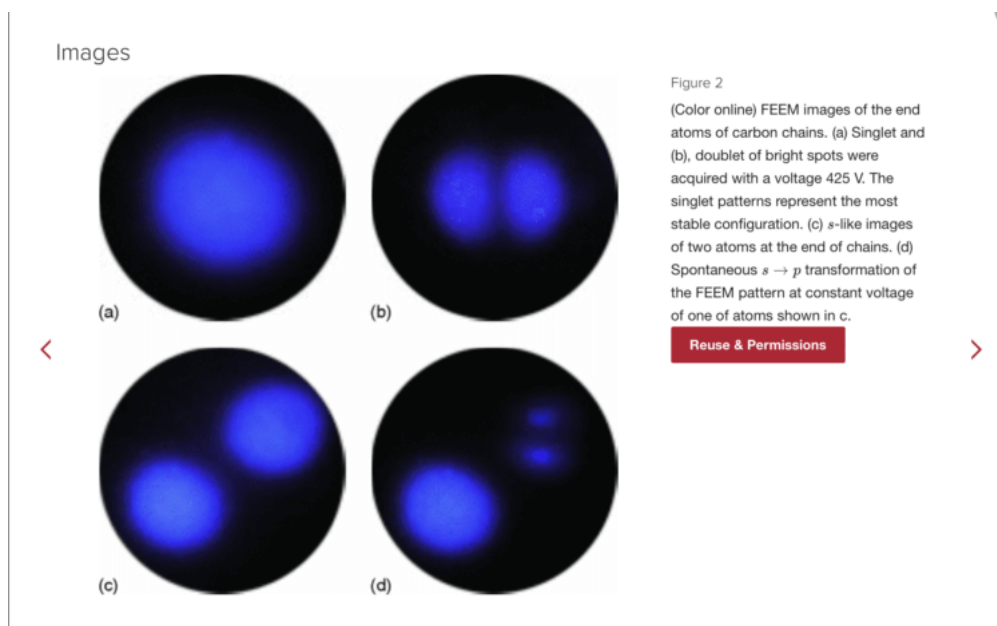 Images
(a)
(b)
(c)
(d)
Figure 2
(Color online) FEEM images of the end
atoms of carbon chains. (a) Singlet and
(b), doublet of bright spots were
acquired with a voltage 425 V. The
singlet patterns represent the most
stable configuration. (c) s-like images
of two atoms at the end of chains. (d)
Spontaneous s → p transformation of
the FEEM pattern at constant voltage
of one of atoms shown in c.
Reuse & Permissions